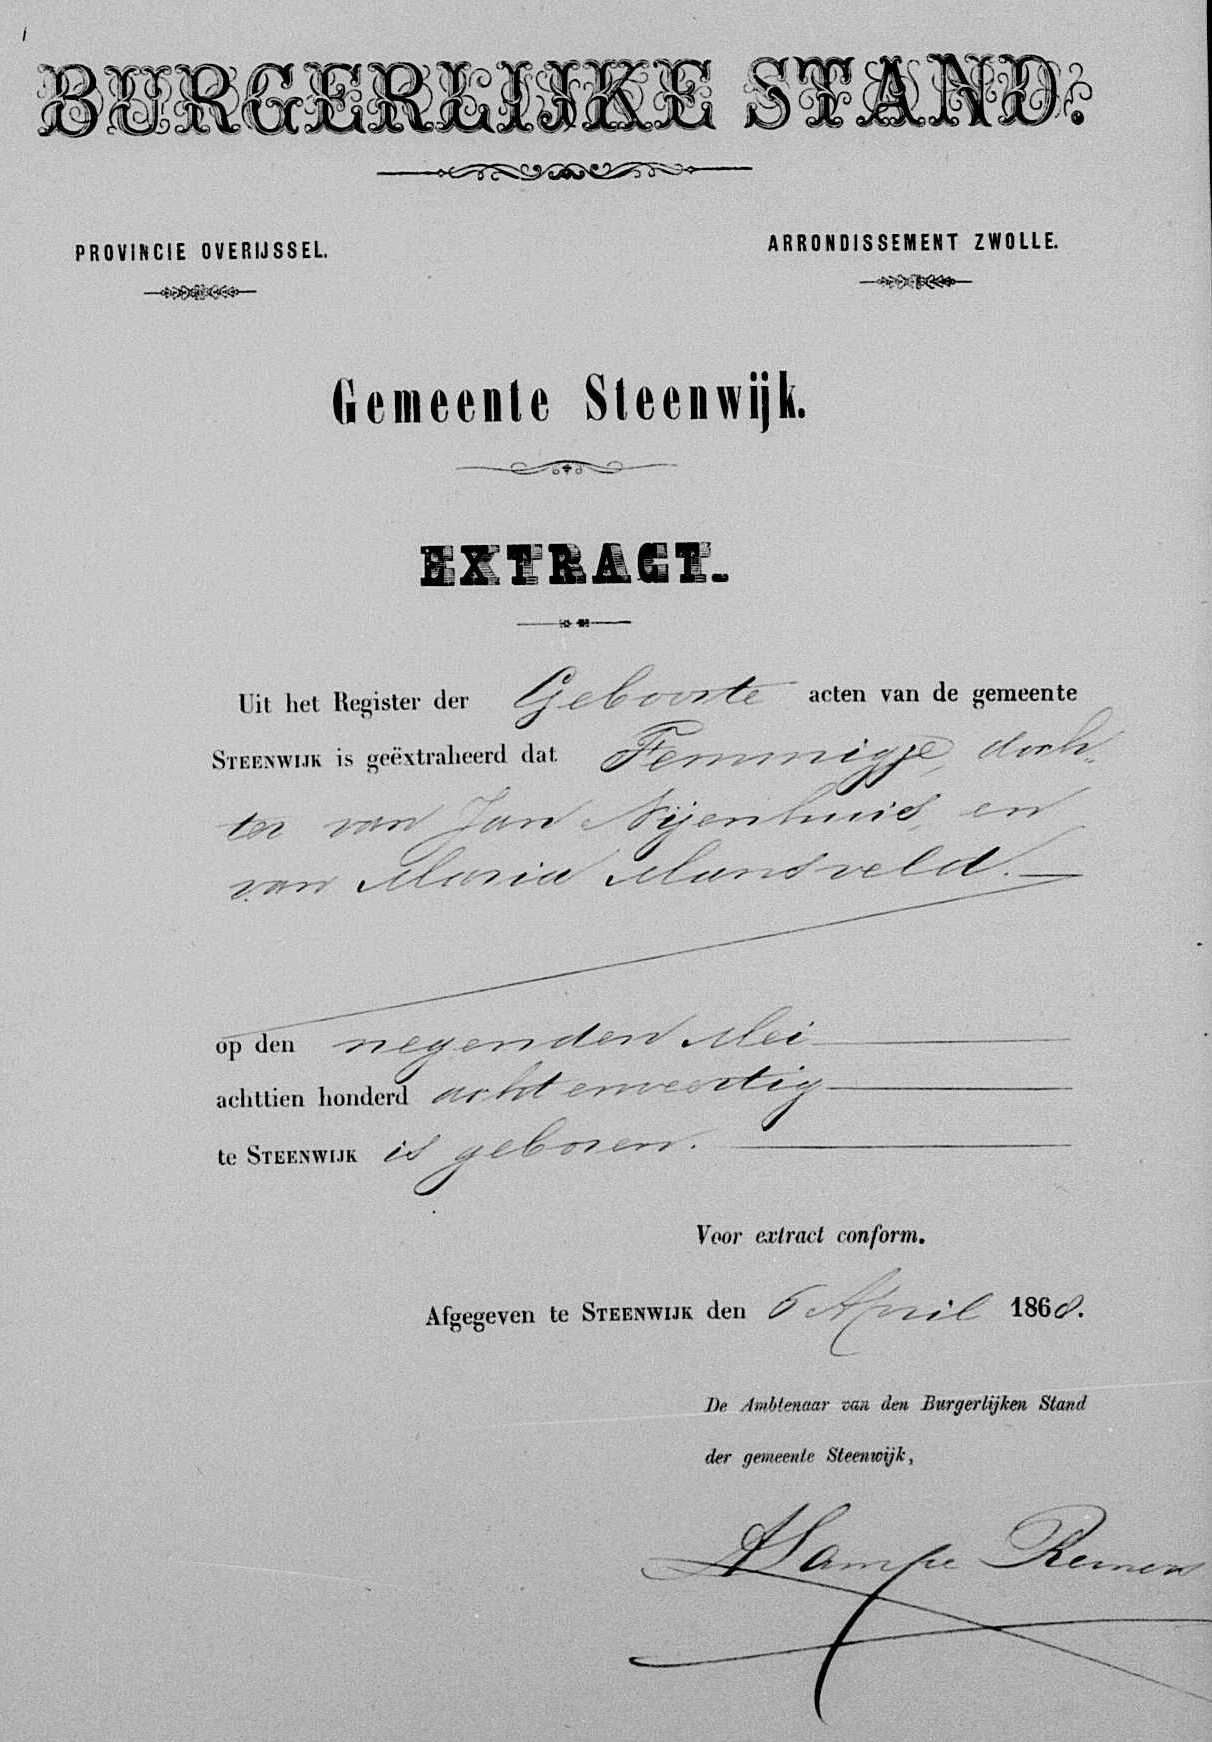 BURGERLIJKE STAND.
PROVINCIE OVERIJSSEL.
ARRONDISSEMENT ZWOLLE.
Gemeente Steenwijk.
EXTRACT.
Uit het Register der Geboorte acten van de gemeente
STEENWIJK is geëxtraheerd dat Femmigje, doch-
ter van Jan Nijenhuis, en
van Maria Mansveld.
op den negenden Mei
achttien honderd achtenveertig
te STEENWIJK is geboren.
Voor extract conform.
Afgegeven te STEENWIJK den 6 April 1868.
De Ambtenaar van den Burgerlijken Stand
der gemeente Steenwijk,